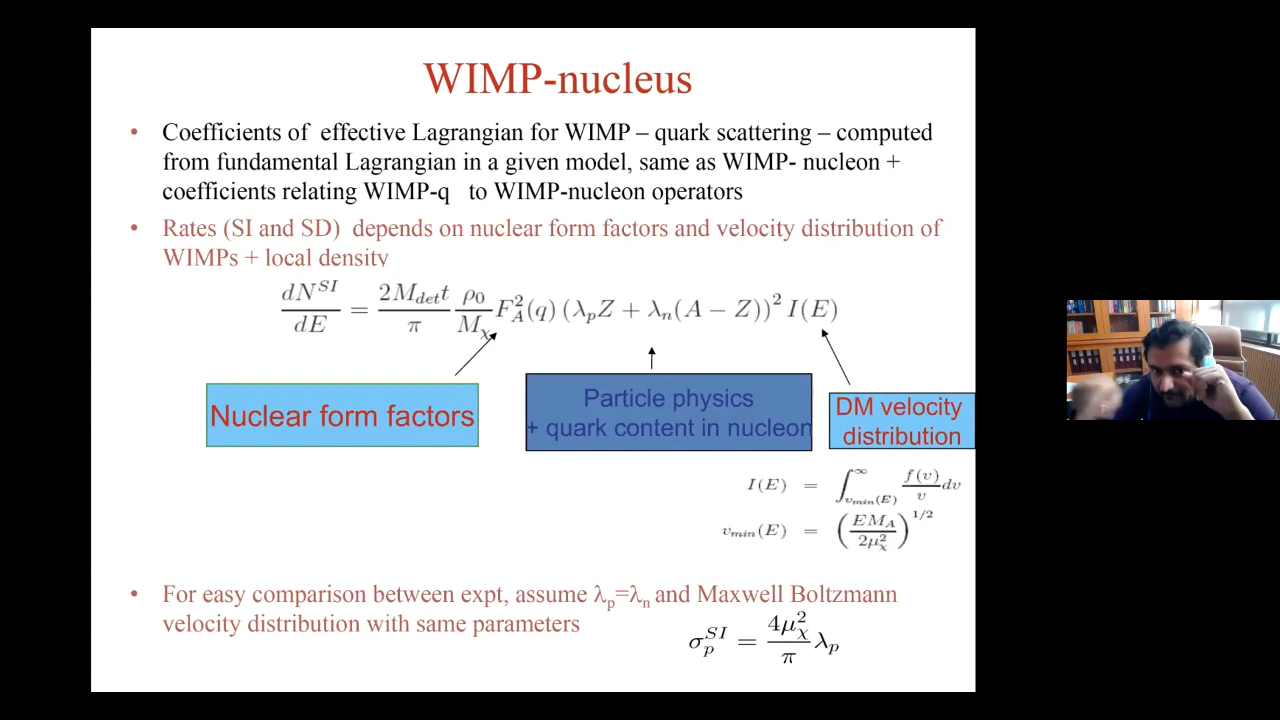 WIMP-nucleus
• Coefficients of effective Lagrangian for WIMP – quark scattering – computed
from fundamental Lagrangian in a given model, same as WIMP- nucleon +
coefficients relating WIMP-q to WIMP-nucleon operators
• Rates (SI and SD) depends on nuclear form factors and velocity distribution of
WIMPs + local density
dN^{SI}/dE = 2M_{det}t/π ρ_0/M_χ F_A^2(q) (λ_pZ + λ_n(A − Z))^2 I(E)
Nuclear form factors
Particle physics
+ quark content in nucleon
DM velocity
distribution
I(E) = ∫_{v_{min}(E)}^∞ f(v)/v dv
v_{min}(E) = (EM_A/2μ_χ^2)^{1/2}
• For easy comparison between expt, assume λ_p=λ_n and Maxwell Boltzmann
velocity distribution with same parameters
σ_p^{SI} = 4μ_χ^2/π λ_p